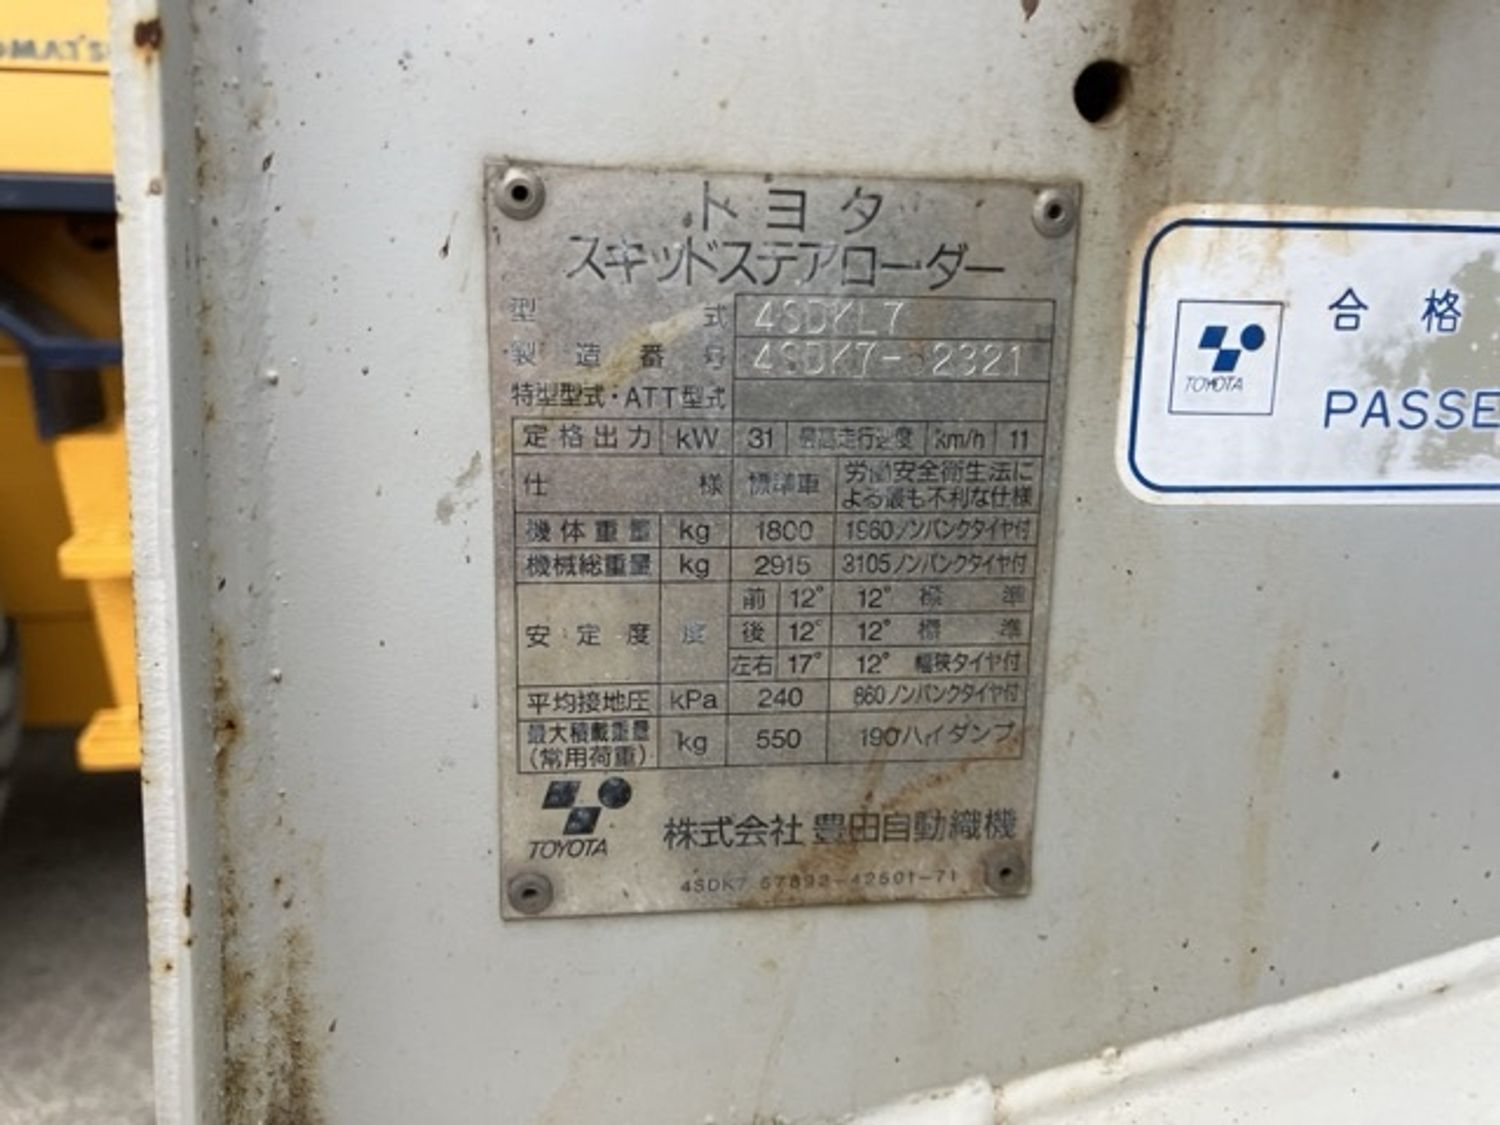 トヨタ
スキッドステアローダー
型 式 4SDKL7
製造番号
特型型式・ATT型式
定格出力 kW 31 最高走行速度 km/h 11
仕 様 標準車 労働安全衛生法に
よる最も不利な仕様
機体重量 kg 1800 1960ノンパンクタイヤ付
機械総重量 kg 2915 3105ノンパンクタイヤ付
安定度 度 前 12° 12° 標 準
後 12° 12° 標 準
左右 17° 12° 幅狭タイヤ付
平均接地圧 kPa 240 860ノンパンクタイヤ付
最大積載重量
(常用荷重) kg 550 190ハイダンプ
TOYOTA 株式会社 豊田自動織機
4SDK7
合格
TOYOTA
PASSE